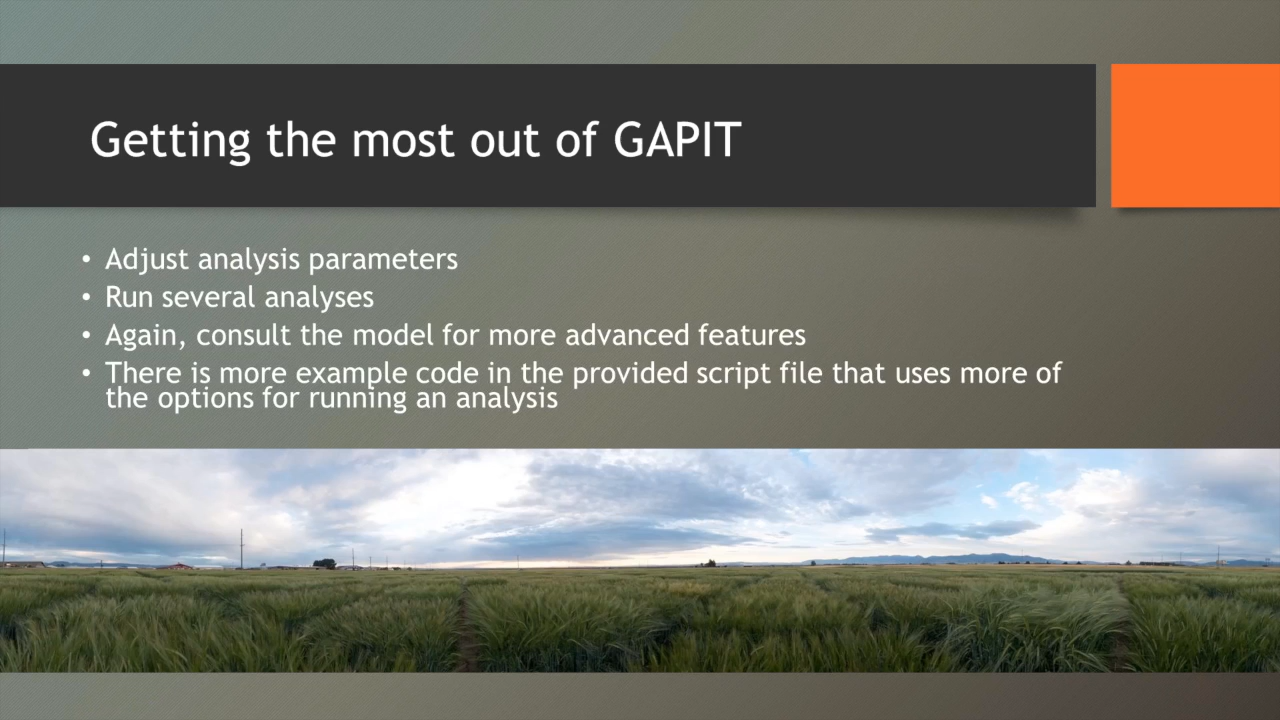 Getting the most out of GAPIT
• Adjust analysis parameters
• Run several analyses
• Again, consult the model for more advanced features
• There is more example code in the provided script file that uses more of
the options for running an analysis